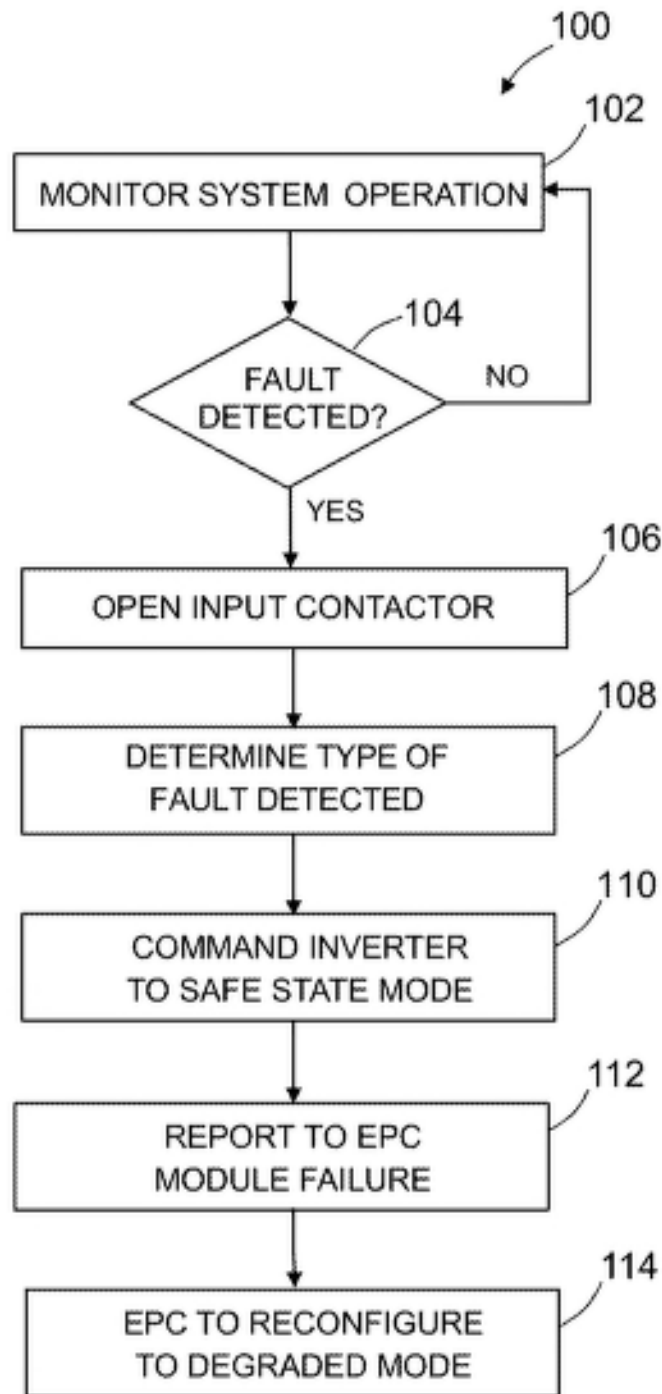 100
102
MONITOR SYSTEM OPERATION
104
FAULT
DETECTED?
NO
YES
106
OPEN INPUT CONTACTOR
108
DETERMINE TYPE OF
FAULT DETECTED
110
COMMAND INVERTER
TO SAFE STATE MODE
112
REPORT TO EPC
MODULE FAILURE
114
EPC TO RECONFIGURE
TO DEGRADED MODE